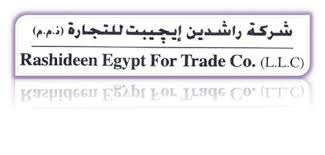 شركة راشدين إيجيبت للتجارة (ذ.م.م)
Rashideen Egypt For Trade Co. (L.L.C)